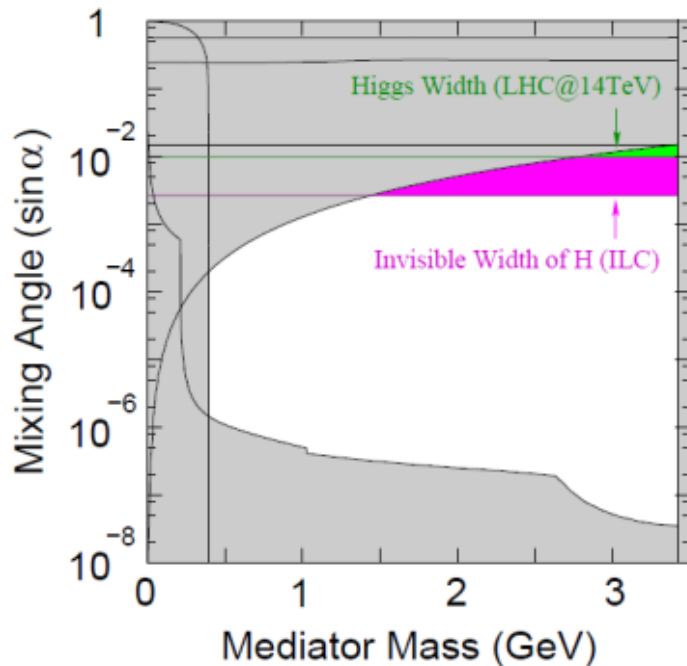 1
Higgs Width (LHC@14TeV)
10⁻²
Invisible Width of H (ILC)
10⁻⁴
10⁻⁶
10⁻⁸
0 1 2 3
Mixing Angle (sinα)
Mediator Mass (GeV)